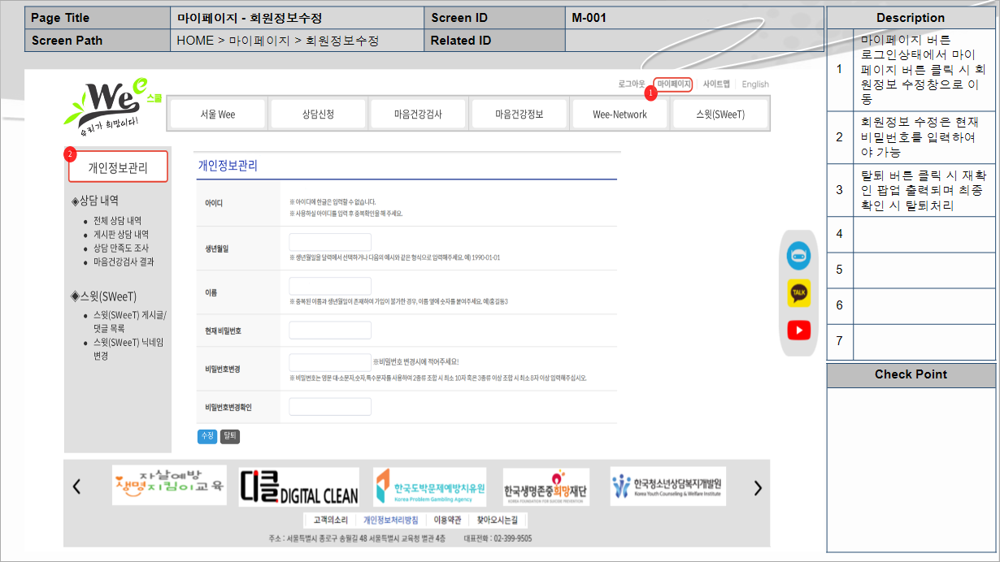 Page Title
마이페이지 - 회원정보수정
Screen ID
M-001
Screen Path
HOME > 마이페이지 > 회원정보수정
Related ID
Wee 스쿨
우리가 희망이다!
로그아웃
마이페이지
사이트맵
English
1
서울 Wee
상담신청
마음건강검사
마음건강정보
Wee-Network
스윗(SWeeT)
2
개인정보관리
◈상담 내역
● 전체 상담 내역
● 게시판 상담 내역
● 상담 만족도 조사
● 마음건강검사 결과
◈스윗(SWeeT)
● 스윗(SWeeT) 게시글/
댓글 목록
● 스윗(SWeeT) 닉네임
변경
개인정보관리
아이디
※ 아이디에 한글은 입력할 수 없습니다.
※ 사용하실 아이디를 입력 후 중복확인을 해 주세요.
생년월일
※ 생년월일을 달력에서 선택하거나 다음의 예시와 같은 형식으로 입력해주세요. 예) 1990-01-01
이름
※ 중복된 이름과 생년월일이 존재하여 가입이 불가한 경우, 이름 옆에 숫자를 붙여주세요. 예)홍길동3
현재 비밀번호
비밀번호변경
※비밀번호 변경시에 적어주세요!
※ 비밀번호는 영문 대·소문자,숫자,특수문자를 사용하여 2종류 조합 시 최소 10자 혹은 3종류 이상 조합 시 최소 8자 이상 입력해주십시오.
비밀번호변경확인
수정
탈퇴
TALK
자살예방
생명지킴이교육
디클 DIGITAL CLEAN
한국도박문제예방치유원
Korea Problem Gambling Agency
한국생명존중희망재단
KOREA FOUNDATION FOR SUICIDE PREVENTION
한국청소년상담복지개발원
Korea Youth Counseling & Welfare Institute
고객의소리
개인정보처리방침
이용약관
찾아오시는길
주소 : 서울특별시 종로구 송월길 48 서울특별시 교육청 별관 4층
대표전화 : 02-399-9505
Description
1
마이페이지 버튼
로그인상태에서 마이
페이지 버튼 클릭 시 회
원정보 수정창으로 이
동
2
회원정보 수정은 현재
비밀번호를 입력하여
야 가능
3
탈퇴 버튼 클릭 시 재확
인 팝업 출력되며 최종
확인 시 탈퇴처리
4
5
6
7
Check Point